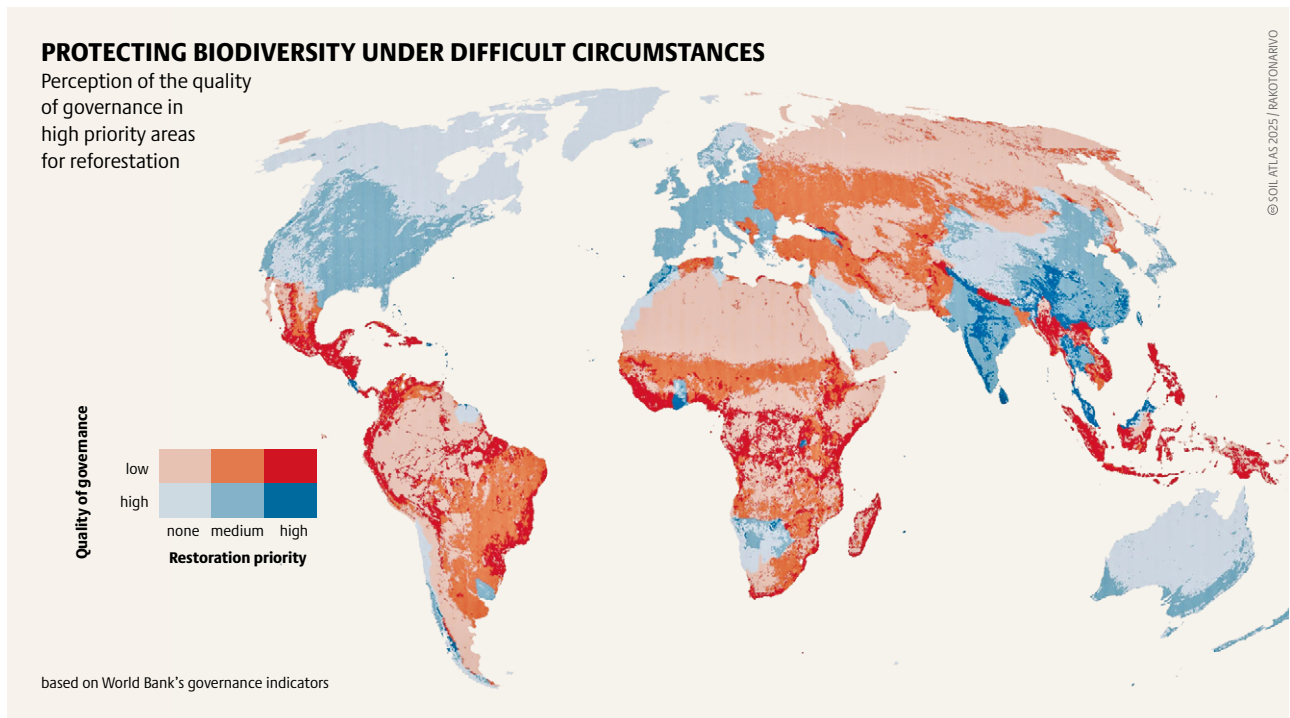 PROTECTING BIODIVERSITY UNDER DIFFICULT CIRCUMSTANCES
Perception of the quality
of governance in
high priority areas
for reforestation
Quality of governance
low
high
none medium high
Restoration priority
based on World Bank's governance indicators
© SOIL ATLAS 2025 / RAKOTONARIVO